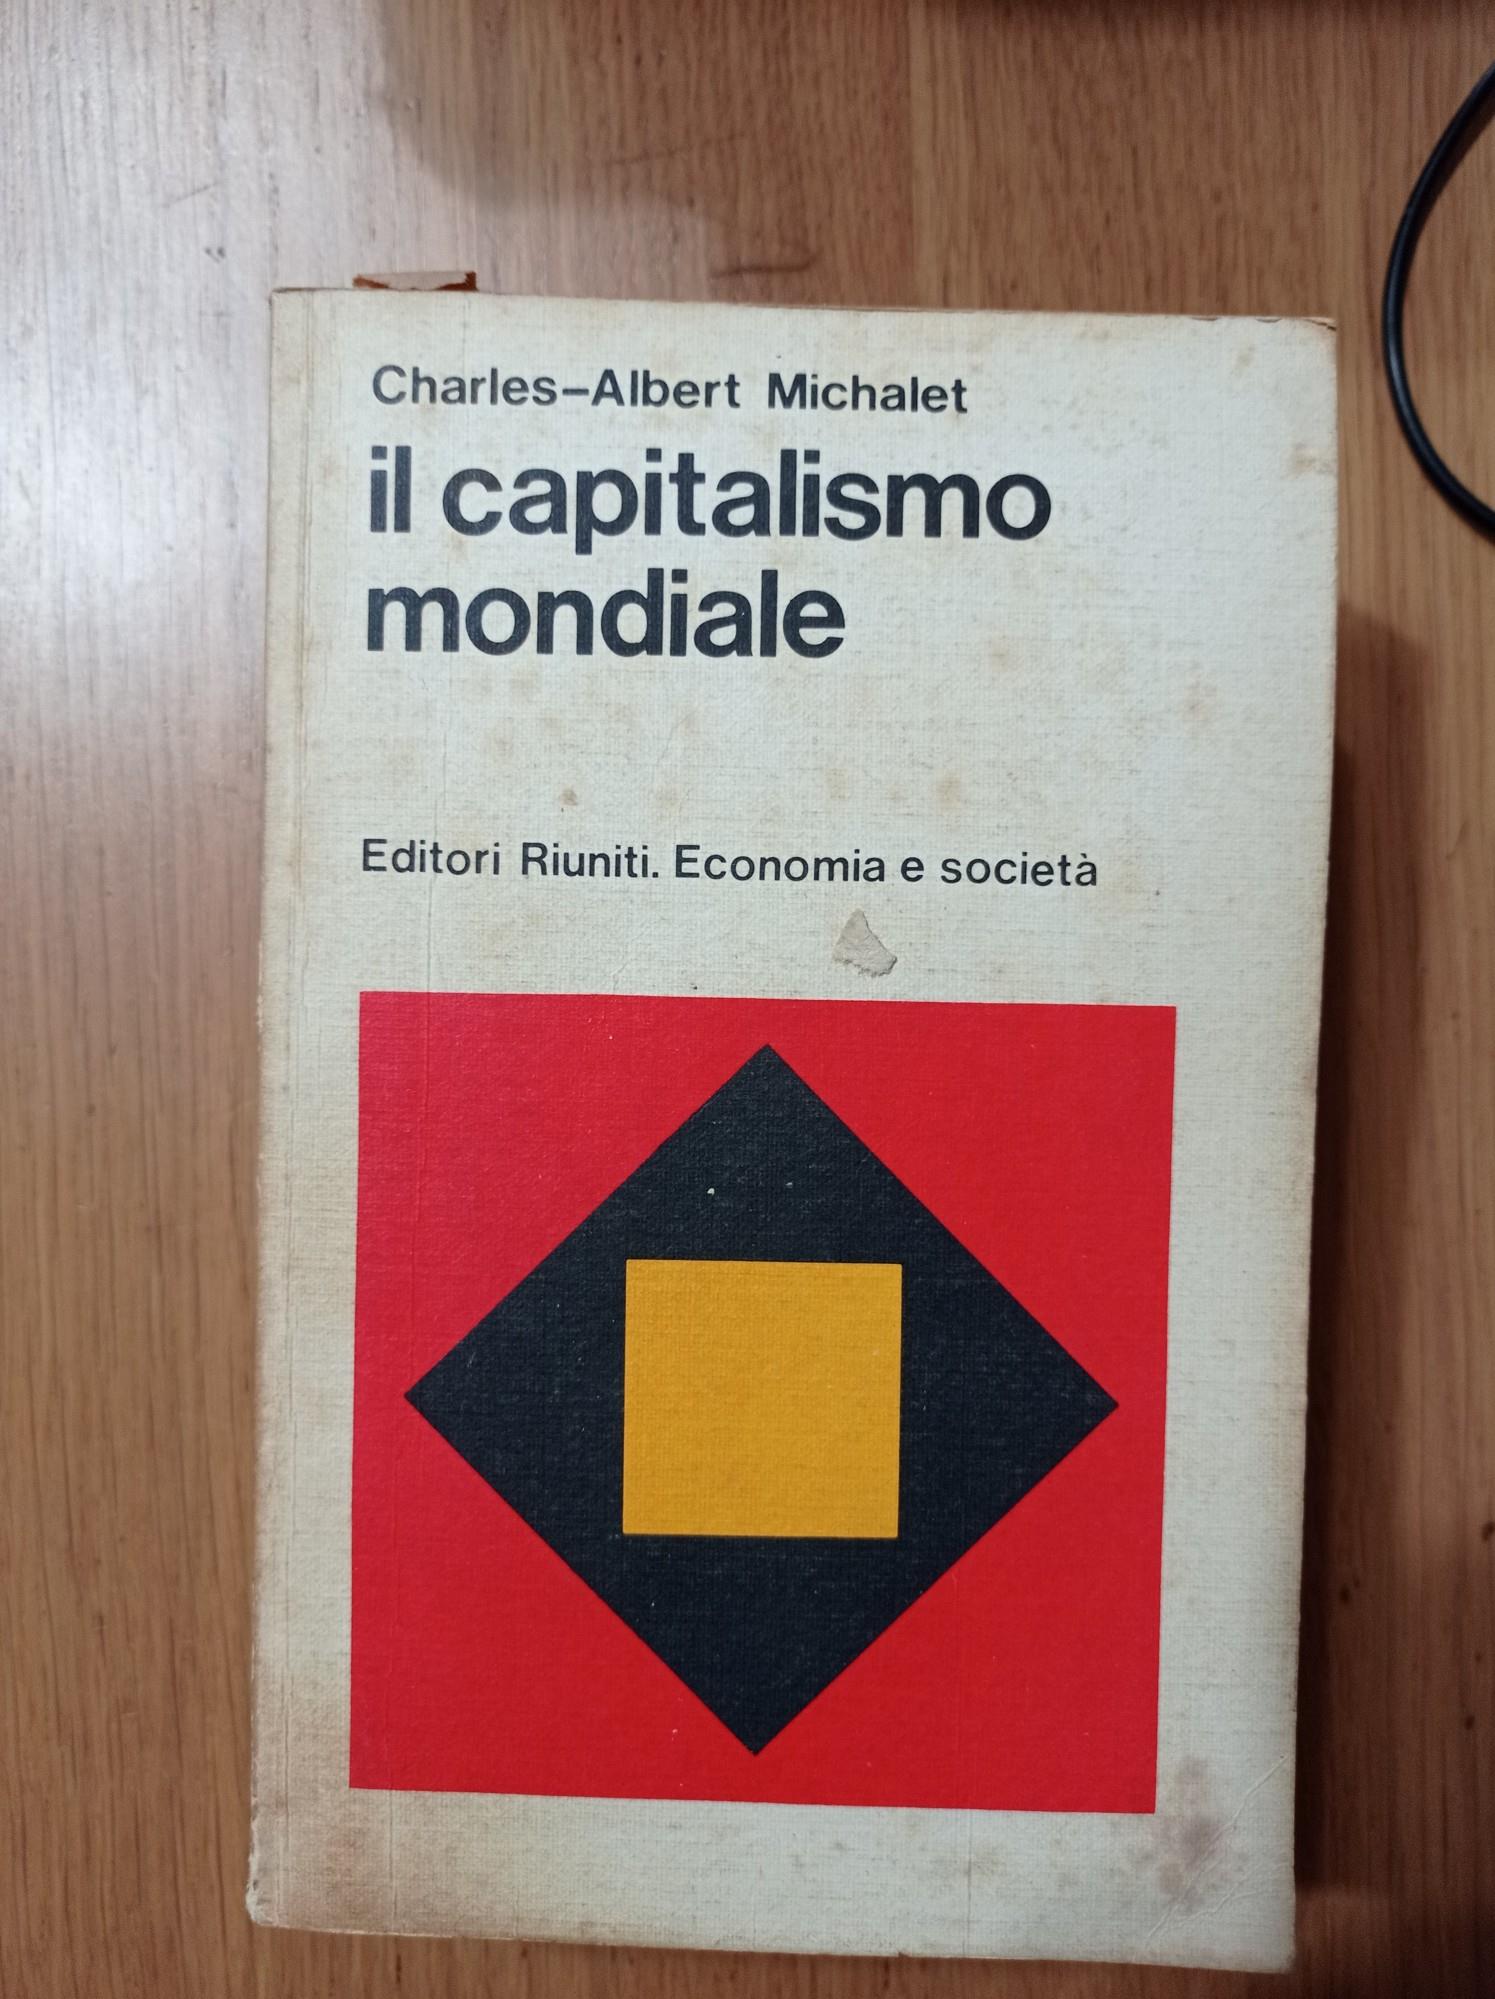 Charles–Albert Michalet
il capitalismo
mondiale
Editori Riuniti. Economia e società